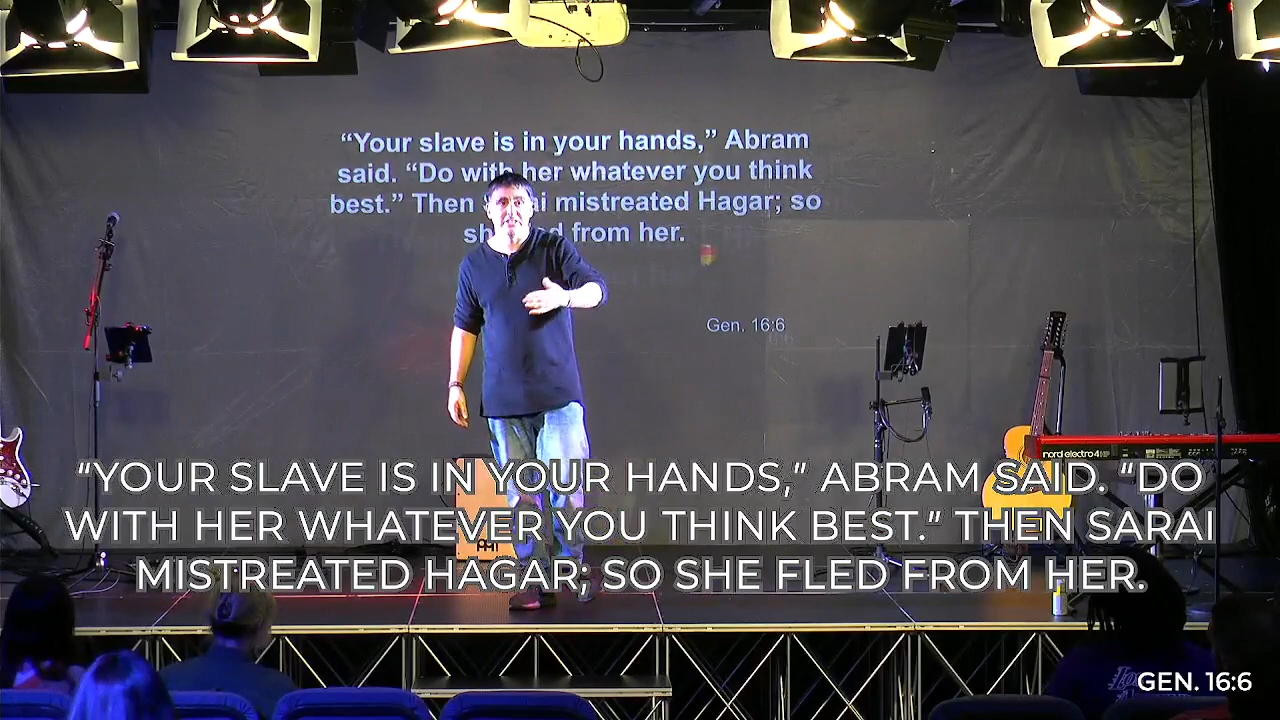 “Your slave is in your hands,” Abram
said. “Do with her whatever you think
best.” Then mistreated Hagar; so
from her.
Gen. 16:6
nord electro 4
“YOUR SLAVE IS IN YOUR HANDS,” ABRAM SAID. “DO
WITH HER WHATEVER YOU THINK BEST.” THEN SARAI
MISTREATED HAGAR; SO SHE FLED FROM HER.
GEN. 16:6